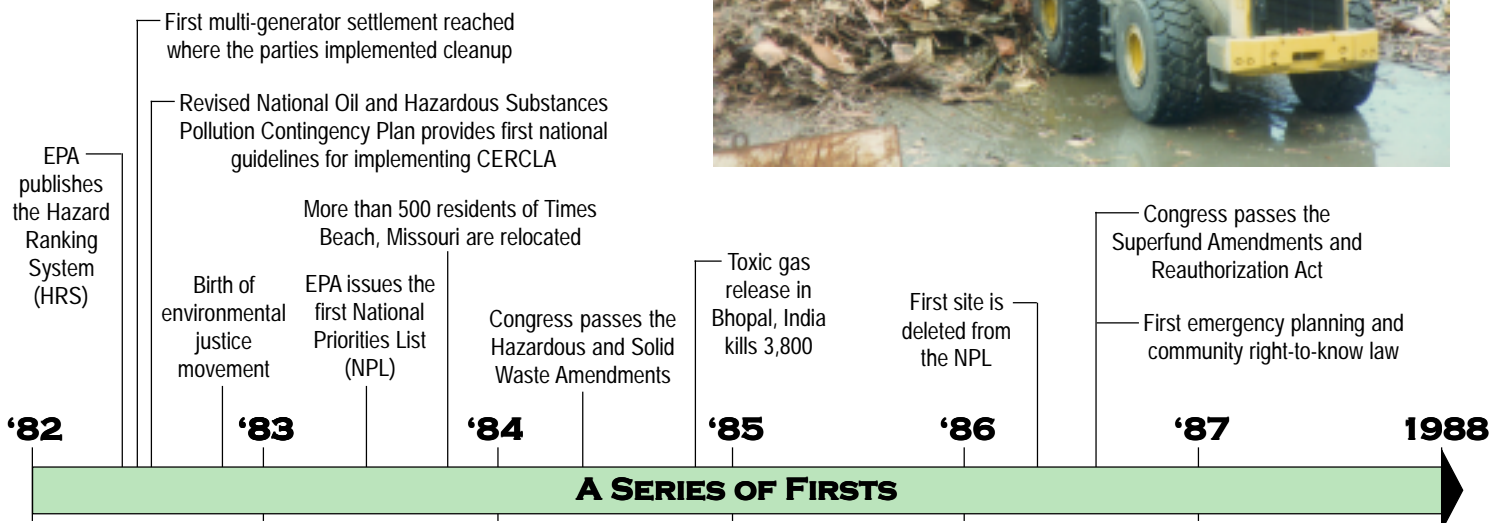 First multi-generator settlement reached
where the parties implemented cleanup
Revised National Oil and Hazardous Substances
Pollution Contingency Plan provides first national
guidelines for implementing CERCLA
EPA
publishes
the Hazard
Ranking
System
(HRS)
More than 500 residents of Times
Beach, Missouri are relocated
Birth of
environmental
justice
movement
EPA issues the
first National
Priorities List
(NPL)
Congress passes the
Hazardous and Solid
Waste Amendments
Toxic gas
release in
Bhopal, India
kills 3,800
First site is
deleted from
the NPL
Congress passes the
Superfund Amendments and
Reauthorization Act
First emergency planning and
community right-to-know law
‘82 ‘83 ‘84 ‘85 ‘86 ‘87 1988
A SERIES OF FIRSTS